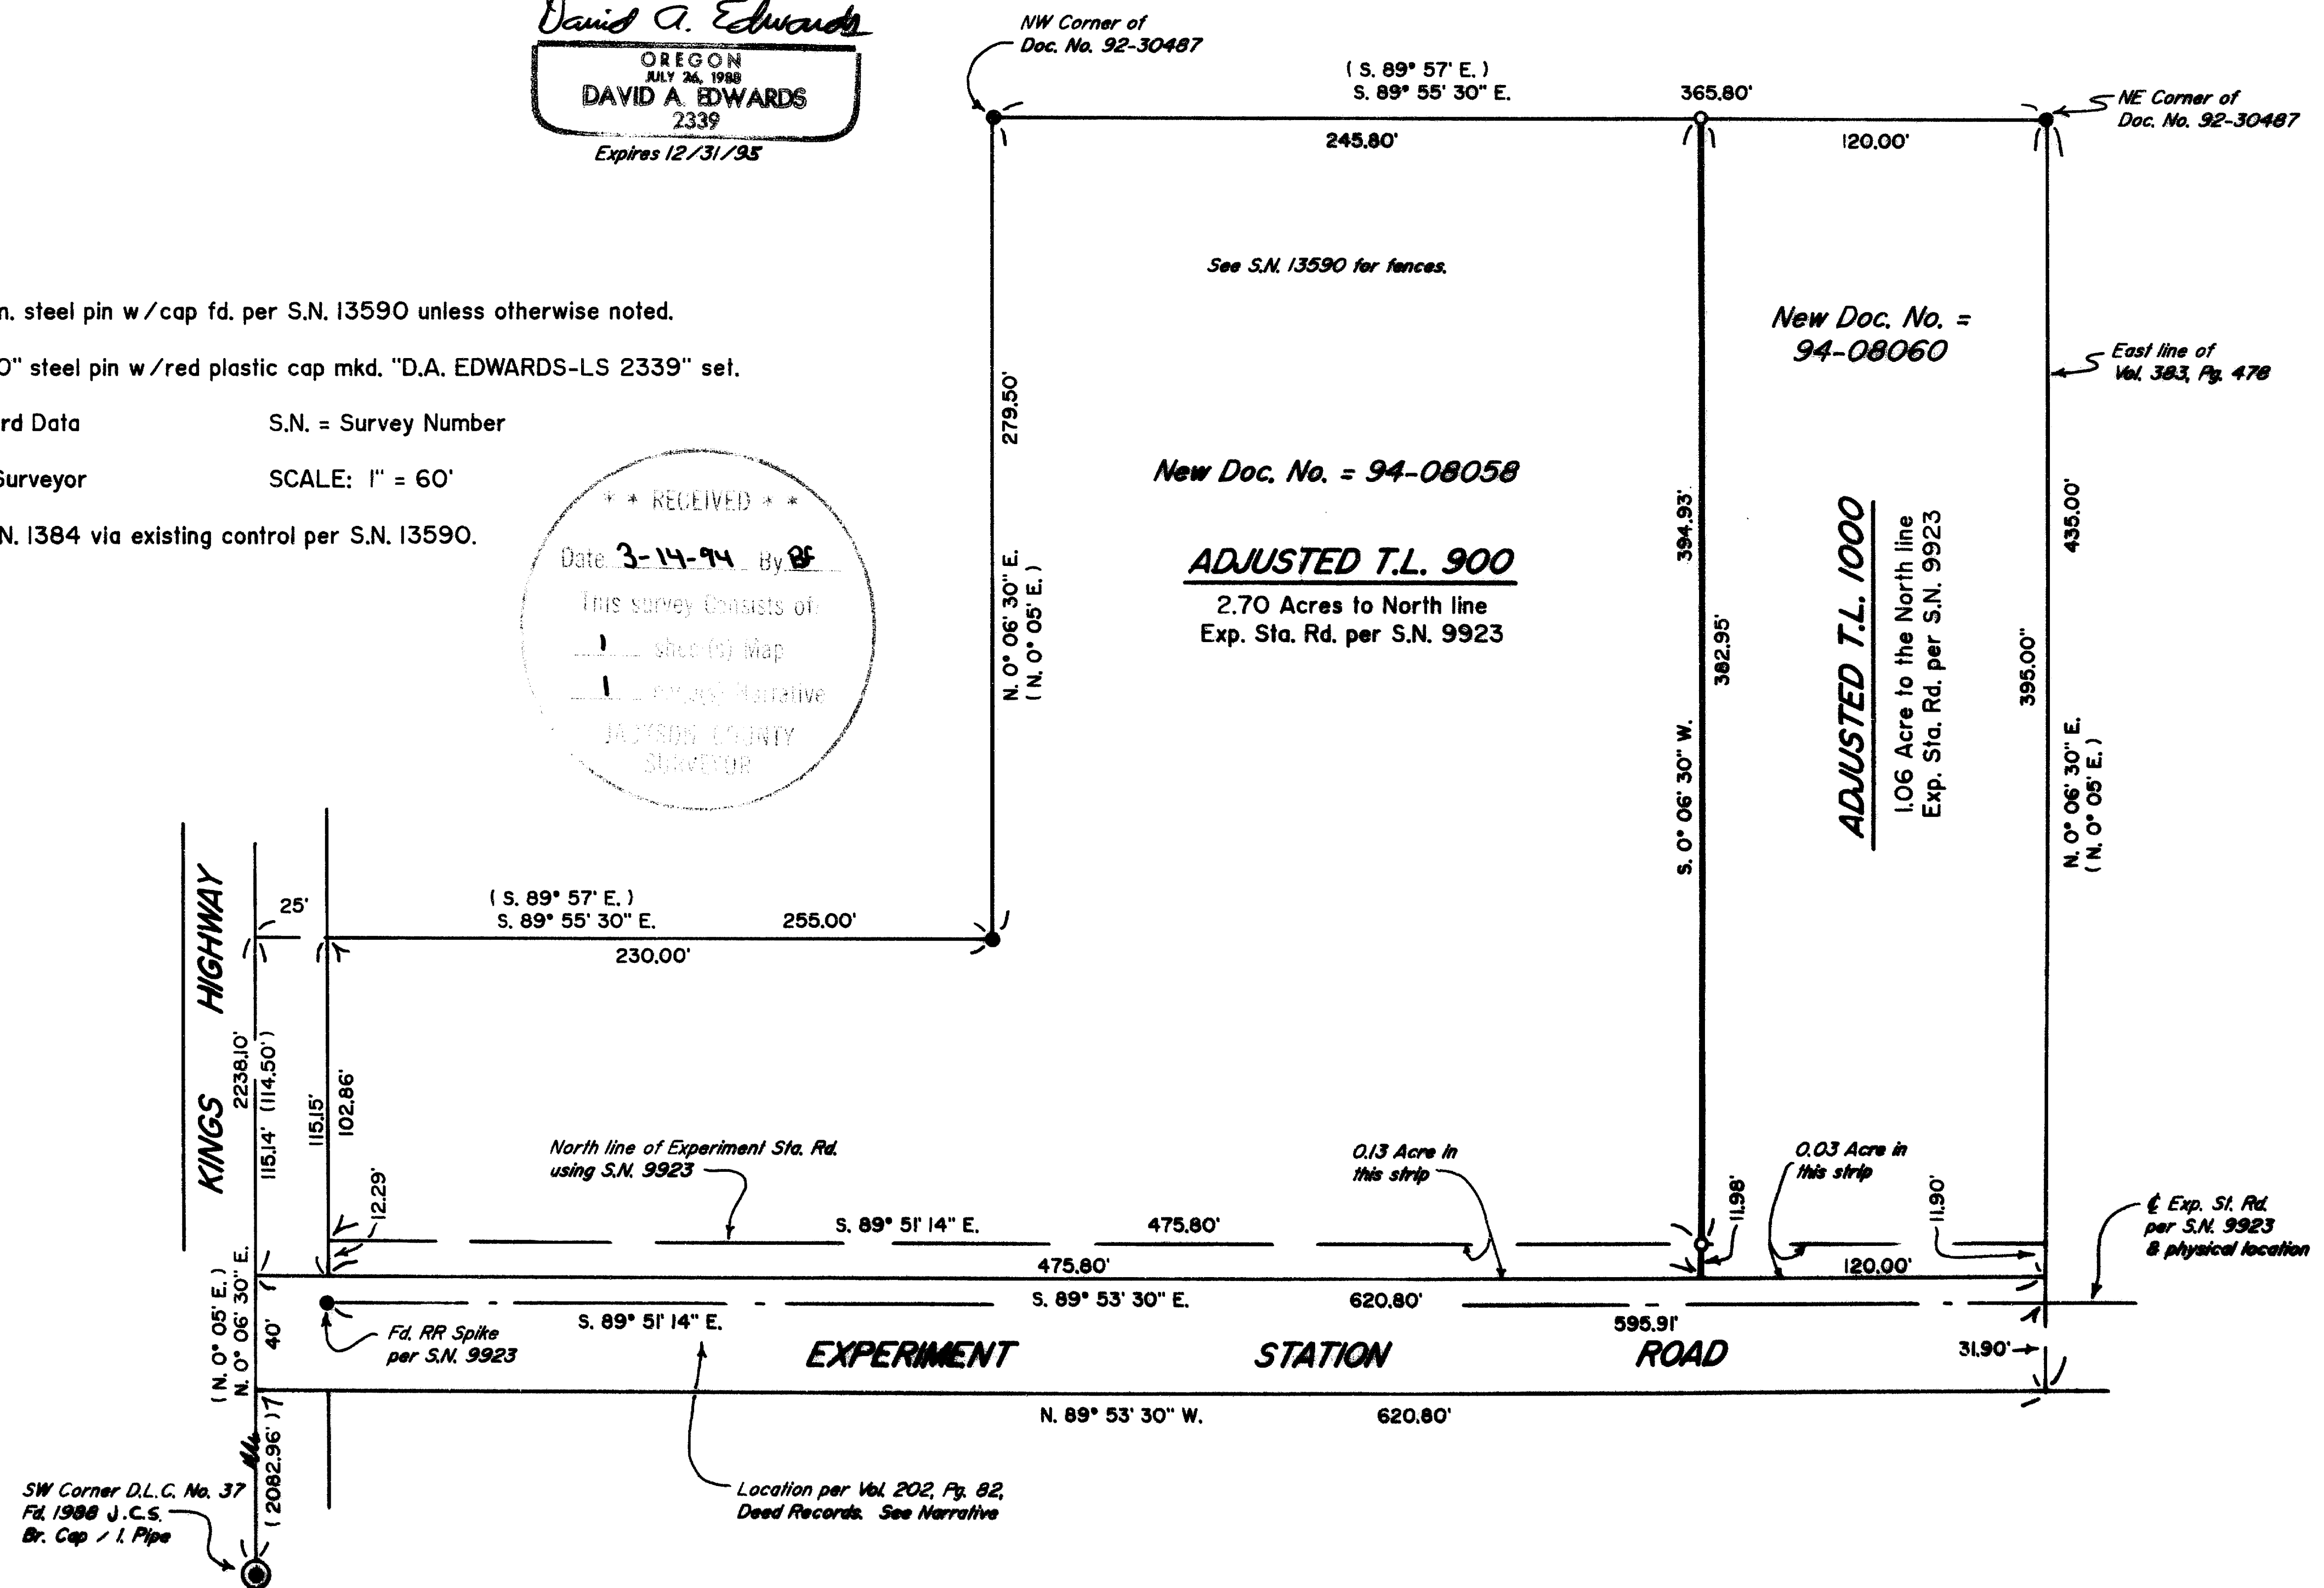 David A. Edwards
OREGON
JULY 26, 1988
DAVID A. EDWARDS
2339
Expires 12/31/95
NW Corner of
Doc. No. 92-30487
( S. 89° 57' E. )
S. 89° 55' 30" E.
365.80'
245.80'
120.00'
NE Corner of
Doc. No. 92-30487
See S.N. 13590 for fences.
n. steel pin w/cap fd. per S.N. 13590 unless otherwise noted.
0" steel pin w/red plastic cap mkd. "D.A. EDWARDS-LS 2339" set.
rd Data
S.N. = Survey Number
Surveyor
SCALE: 1" = 60'
N. 1384 via existing control per S.N. 13590.
New Doc. No. =
94-08060
East line of
Vol. 383, Pg. 478
279.50'
N. 0° 06' 30" E.
( N. 0° 05' E. )
New Doc. No. = 94-08058
ADJUSTED T.L. 900
2.70 Acres to North line
Exp. Sta. Rd. per S.N. 9923
394.93'
382.95'
S. 0° 06' 30" W.
ADJUSTED T.L. 1000
1.06 Acre to the North line
Exp. Sta. Rd. per S.N. 9923
435.00'
395.00"
N. 0° 06' 30" E.
( N. 0° 05' E. )
* * RECEIVED * *
Date 3-14-94 By BF
This survey Consists of:
1 shee (s) Map
1 Narrative
JACKSON COUNTY
SURVEYOR
25'
( S. 89° 57' E. )
S. 89° 55' 30" E.
255.00'
230.00'
KINGS HIGHWAY
2238.10'
115.14' (114.50')
115.15'
102.86'
12.29'
North line of Experiment Sta. Rd.
using S.N. 9923
0.13 Acre in
this strip
0.03 Acre in
this strip
11.98'
11.90'
S. 89° 51' 14" E.
475.80'
475.80'
120.00'
℄ Exp. St. Rd.
per S.N. 9923
& physical location
( N. 0° 05' E. )
N. 0° 06' 30" E.
40'
S. 89° 53' 30" E.
620.80'
S. 89° 51' 14" E.
595.91'
Fd. RR Spike
per S.N. 9923
EXPERIMENT STATION ROAD
31.90'
N. 89° 53' 30" W.
620.80'
( 2082.96' )
SW Corner D.L.C. No. 37
Fd. 1988 J.C.S.
Br. Cap / I. Pipe
Location per Vol. 202, Pg. 82,
Deed Records. See Narrative